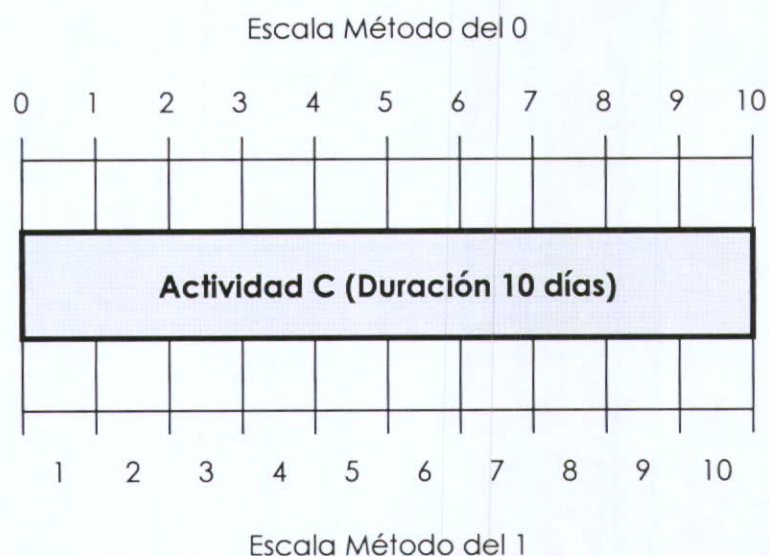 Escala Método del 0
0 1 2 3 4 5 6 7 8 9 10
Actividad C (Duración 10 días)
1 2 3 4 5 6 7 8 9 10
Escala Método del 1